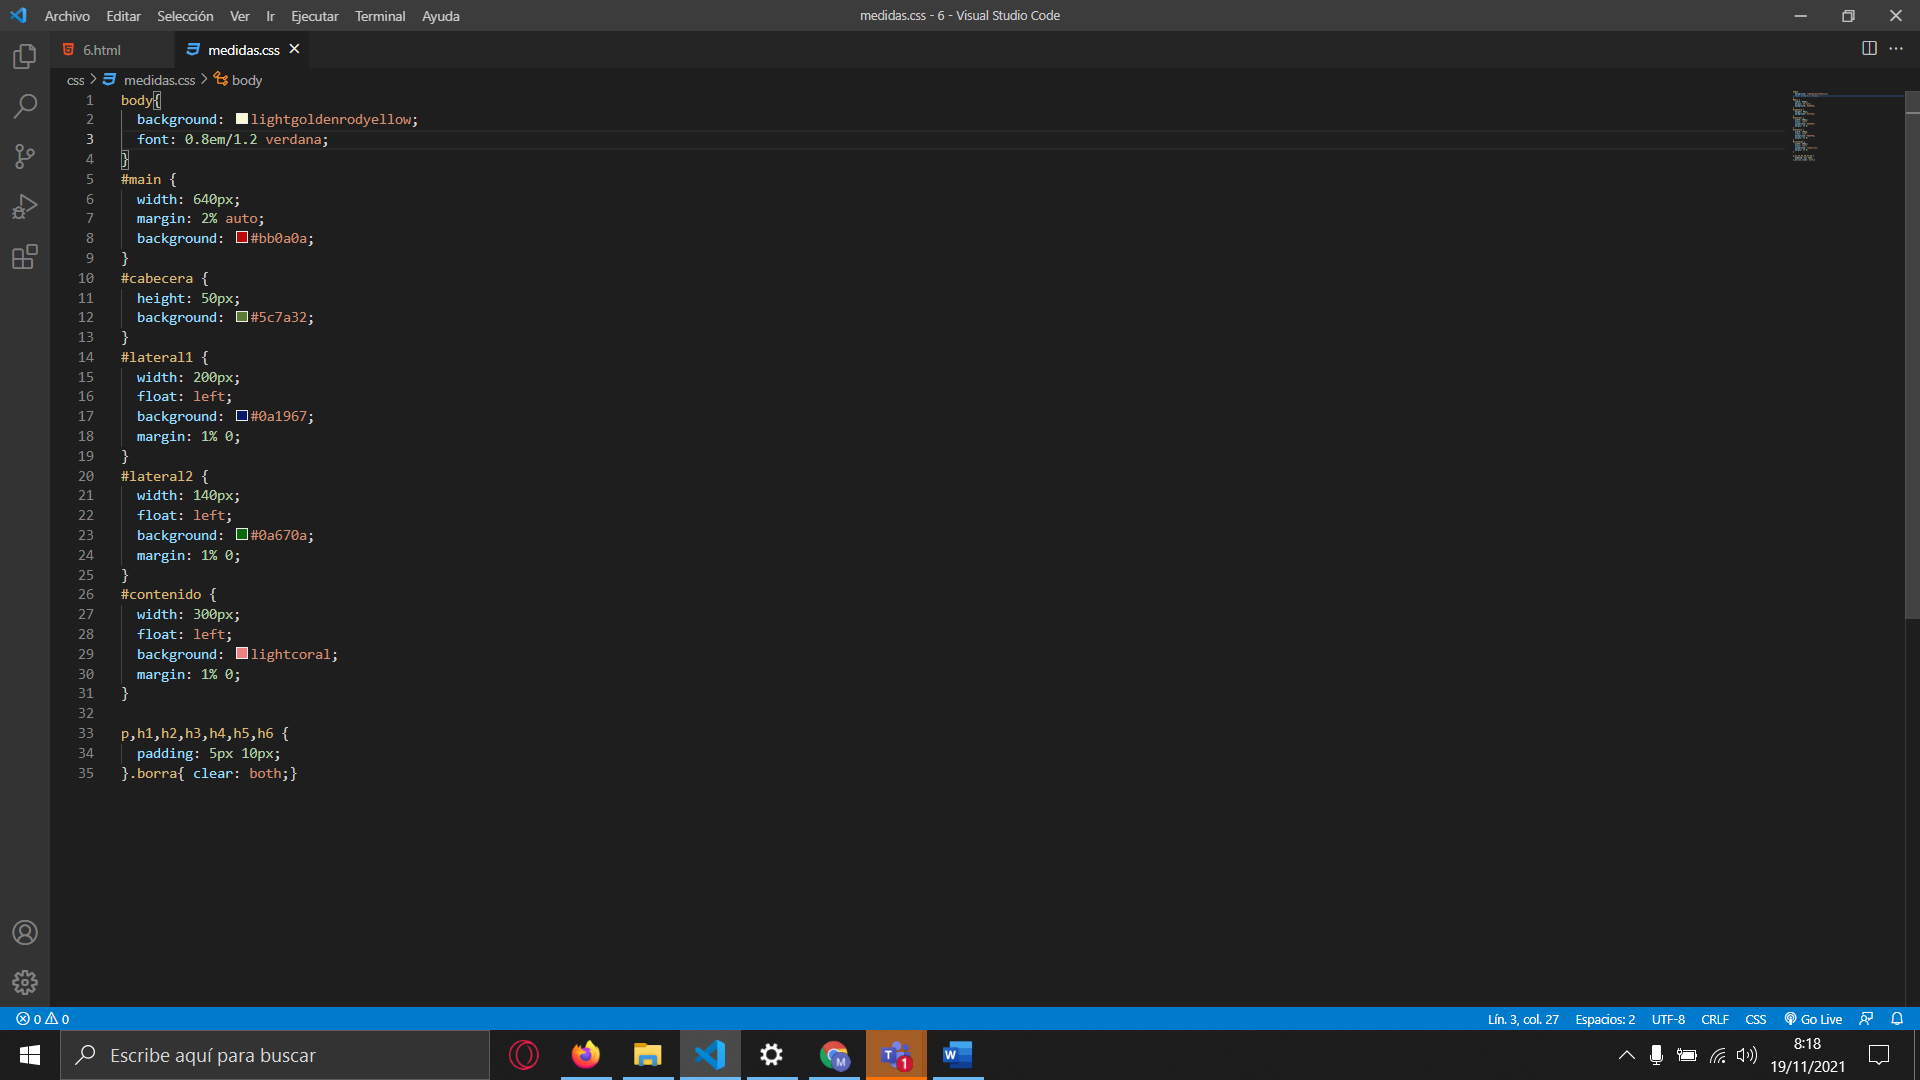 Archivo Editar Selección Ver Ir Ejecutar Terminal Ayuda
medidas.css - 6 - Visual Studio Code
6.html
medidas.css
css > medidas.css > body
1 body{
2 background: lightgoldenrodyellow;
3 font: 0.8em/1.2 verdana;
4 }
5 #main {
6 width: 640px;
7 margin: 2% auto;
8 background: #bb0a0a;
9 }
10 #cabecera {
11 height: 50px;
12 background: #5c7a32;
13 }
14 #lateral1 {
15 width: 200px;
16 float: left;
17 background: #0a1967;
18 margin: 1% 0;
19 }
20 #lateral2 {
21 width: 140px;
22 float: left;
23 background: #0a670a;
24 margin: 1% 0;
25 }
26 #contenido {
27 width: 300px;
28 float: left;
29 background: lightcoral;
30 margin: 1% 0;
31 }
32
33 p,h1,h2,h3,h4,h5,h6 {
34 padding: 5px 10px;
35 }.borra{ clear: both;}
0 0
Lín. 3, col. 27 Espacios: 2 UTF-8 CRLF CSS Go Live
Escribe aquí para buscar
M
T 1
W
8:18
19/11/2021